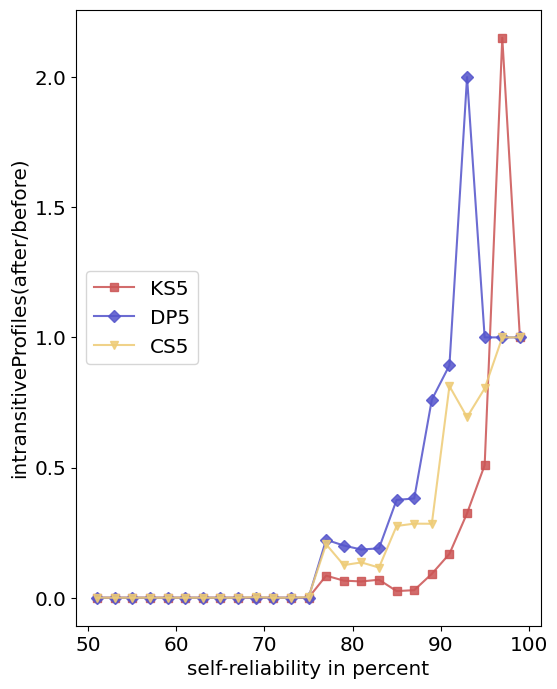 intransitiveProfiles(after/before)
2.0
1.5
1.0
0.5
0.0
KS5
DP5
CS5
50 60 70 80 90 100
self-reliability in percent